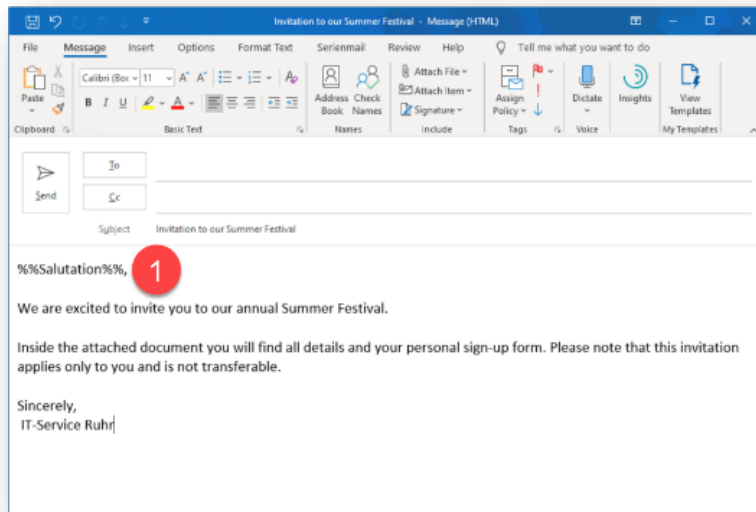 Invitation to our Summer Festival - Message (HTML)
File Message Insert Options Format Text Serienmail Review Help Tell me what you want to do
Calibri (Boc 11 A A Attach File
Attach Item
Paste B I U A Address Check Signature Assign Dictate Insights View
Book Names Policy Templates
Clipboard Basic Text Names Include Tags Voice My Templates
To
Send Cc
Subject Invitation to our Summer Festival
%%Salutation%%, 1
We are excited to invite you to our annual Summer Festival.
Inside the attached document you will find all details and your personal sign-up form. Please note that this invitation
applies only to you and is not transferable.
Sincerely,
IT-Service Ruhr